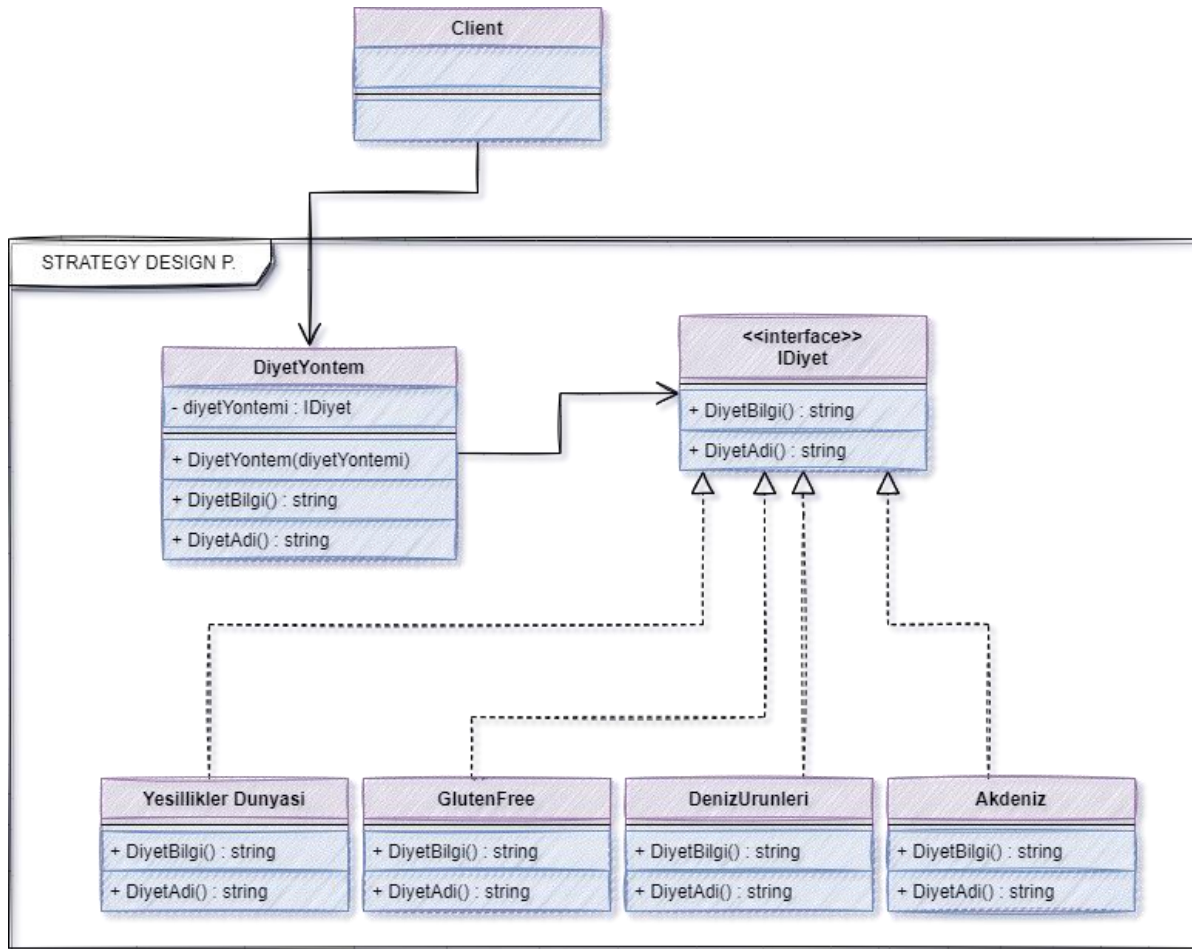 Client
STRATEGY DESIGN P.
DiyetYontem
- diyetYontemi : IDiyet
+ DiyetYontem(diyetYontemi)
+ DiyetBilgi() : string
+ DiyetAdi() : string
<<interface>>
IDiyet
+ DiyetBilgi() : string
+ DiyetAdi() : string
Yesillikler Dunyasi
+ DiyetBilgi() : string
+ DiyetAdi() : string
GlutenFree
+ DiyetBilgi() : string
+ DiyetAdi() : string
DenizUrunleri
+ DiyetBilgi() : string
+ DiyetAdi() : string
Akdeniz
+ DiyetBilgi() : string
+ DiyetAdi() : string